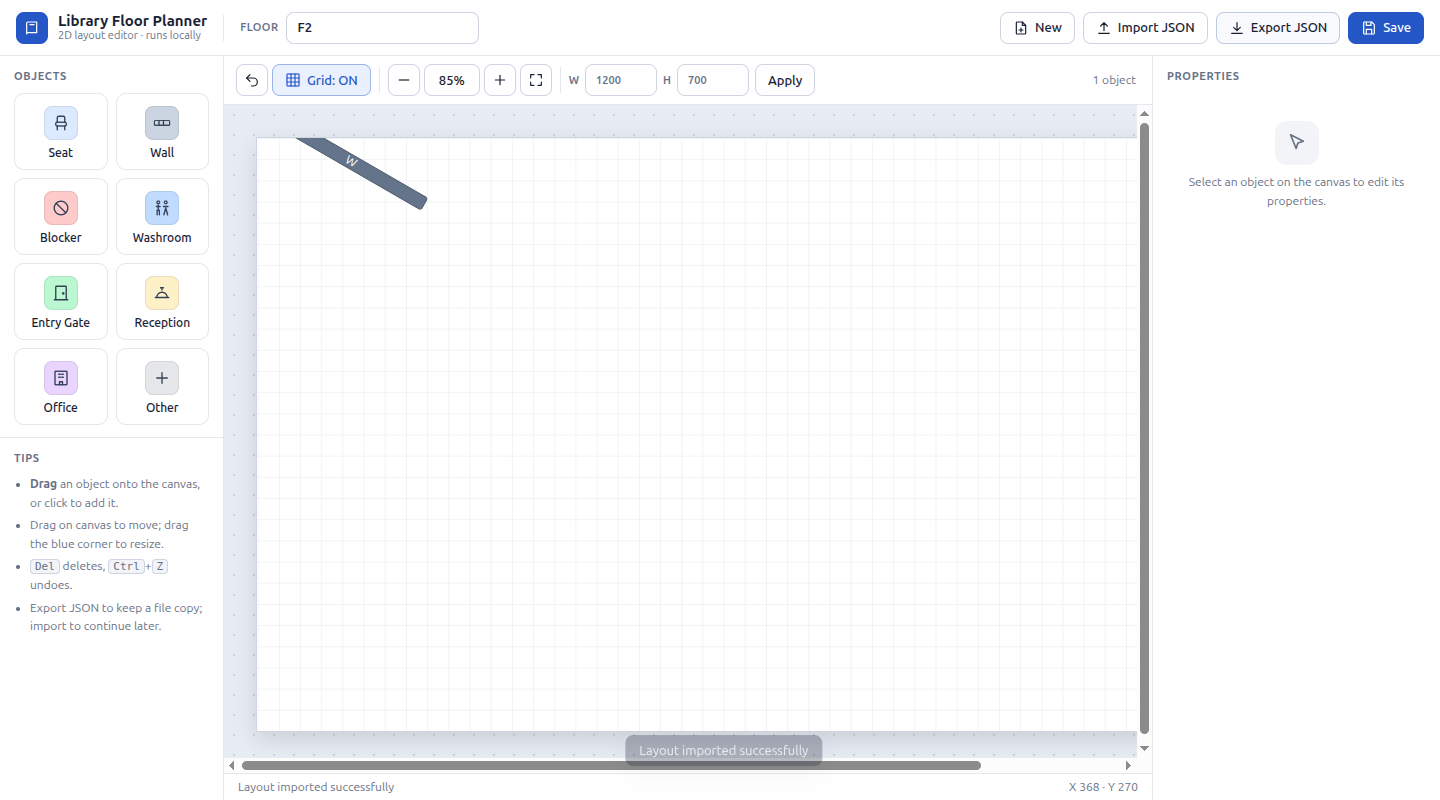 Library Floor Planner
2D layout editor · runs locally
FLOOR
F2
New
Import JSON
Export JSON
Save
OBJECTS
Seat
Wall
Blocker
Washroom
Entry Gate
Reception
Office
Other
TIPS
Drag an object onto the canvas,
or click to add it.
Drag on canvas to move; drag
the blue corner to resize.
Del deletes, Ctrl+Z
undoes.
Export JSON to keep a file copy;
import to continue later.
Grid: ON
85%
W
1200
H
700
Apply
1 object
W
Layout imported successfully
Layout imported successfully
X 368 · Y 270
PROPERTIES
Select an object on the canvas to edit its
properties.